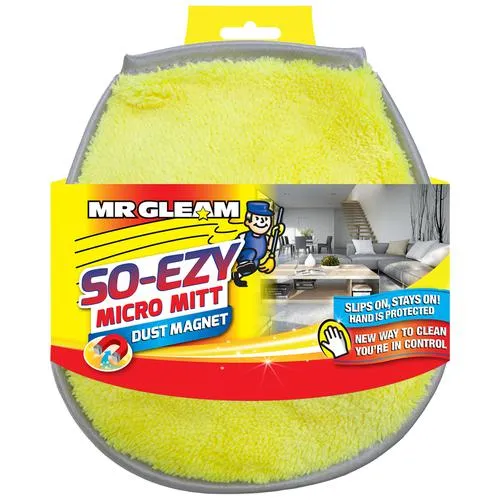 MR GLEAM
SO-EZY
MICRO MITT
DUST MAGNET
SLIPS ON, STAYS ON!
HAND IS PROTECTED
NEW WAY TO CLEAN
YOU'RE IN CONTROL